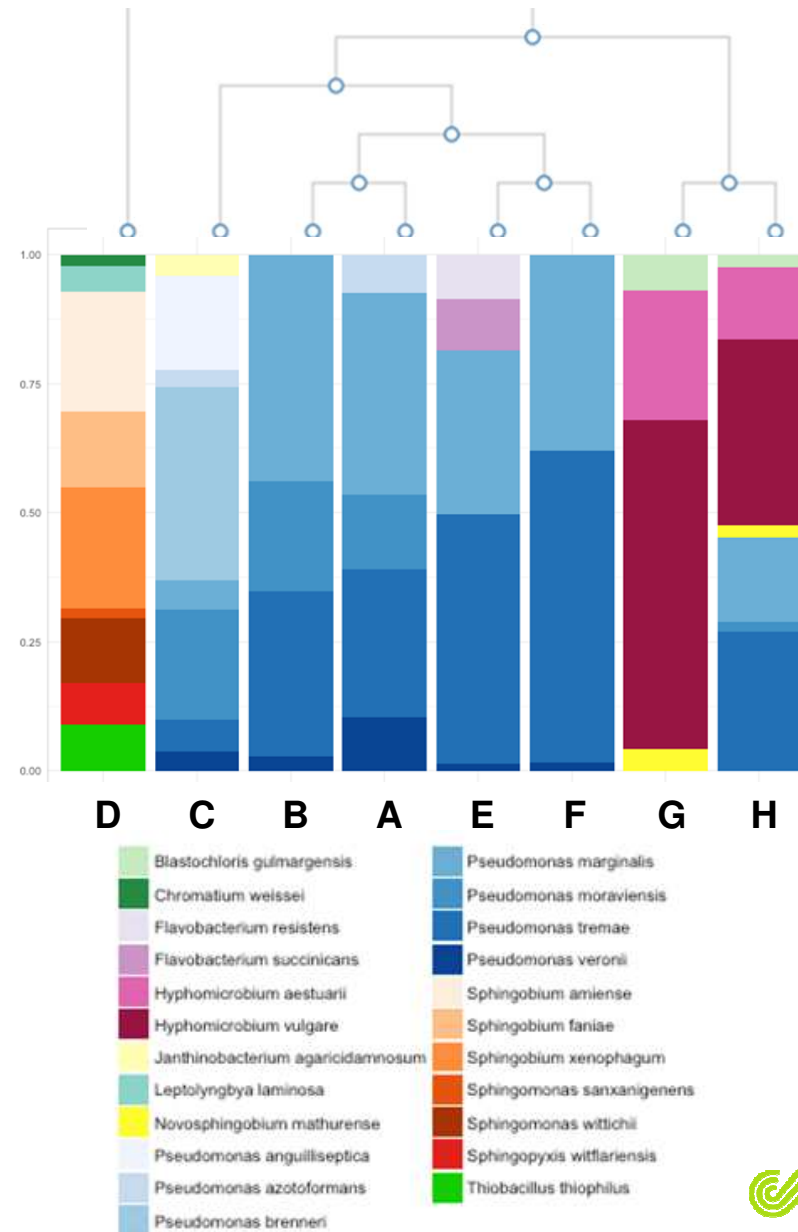 1.00
0.75
0.50
0.25
0.00
D C B A E F G H
Blastochloris gulmargensis
Chromatium weissei
Flavobacterium resistens
Flavobacterium succinicans
Hyphomicrobium aestuarii
Hyphomicrobium vulgare
Janthinobacterium agaricidamnosum
Leptolyngbya laminosa
Novosphingobium mathurense
Pseudomonas anguilliseptica
Pseudomonas azotoformans
Pseudomonas brenneri
Pseudomonas marginalis
Pseudomonas moraviensis
Pseudomonas tremae
Pseudomonas veronii
Sphingobium amiense
Sphingobium faniae
Sphingobium xenophagum
Sphingomonas sanxanigenens
Sphingomonas wittichii
Sphingopyxis witflariensis
Thiobacillus thiophilus